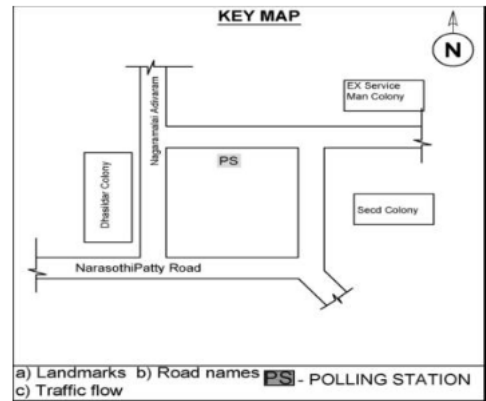 KEY MAP
N
EX Service
Man Colony
Nagaramalai Adivaram
PS
Dhasildar Colony
Secd Colony
NarasothiPatty Road
a) Landmarks b) Road names PS - POLLING STATION
c) Traffic flow